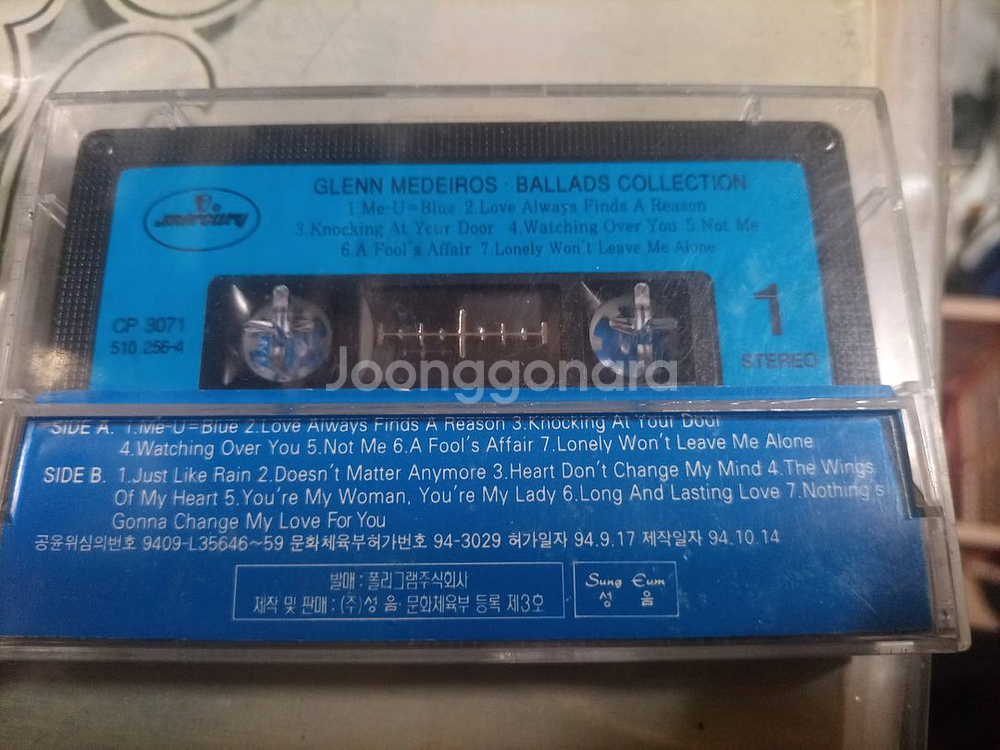 GLENN MEDEIROS · BALLADS COLLECTION
mercury
1.Me-U=Blue 2.Love Always Finds A Reason
3.Knocking At Your Door 4.Watching Over You 5.Not Me
6.A Fool's Affair 7.Lonely Won't Leave Me Alone
CP 3071
510 256-4
1
STEREO
Joonggonara
SIDE A. 1.Me-U=Blue 2.Love Always Finds A Reason 3.Knocking At Your Door
4.Watching Over You 5.Not Me 6.A Fool's Affair 7.Lonely Won't Leave Me Alone
SIDE B. 1.Just Like Rain 2.Doesn't Matter Anymore 3.Heart Don't Change My Mind 4.The Wings
Of My Heart 5.You're My Woman, You're My Lady 6.Long And Lasting Love 7.Nothing's
Gonna Change My Love For You
공윤위심의번호 9409-L35646~59 문화체육부허가번호 94-3029 허가일자 94.9.17 제작일자 94.10.14
발매 : 폴리그램주식회사
제작 및 판매 : (주)성 음·문화체육부 등록 제3호
Sung Eum
성 음